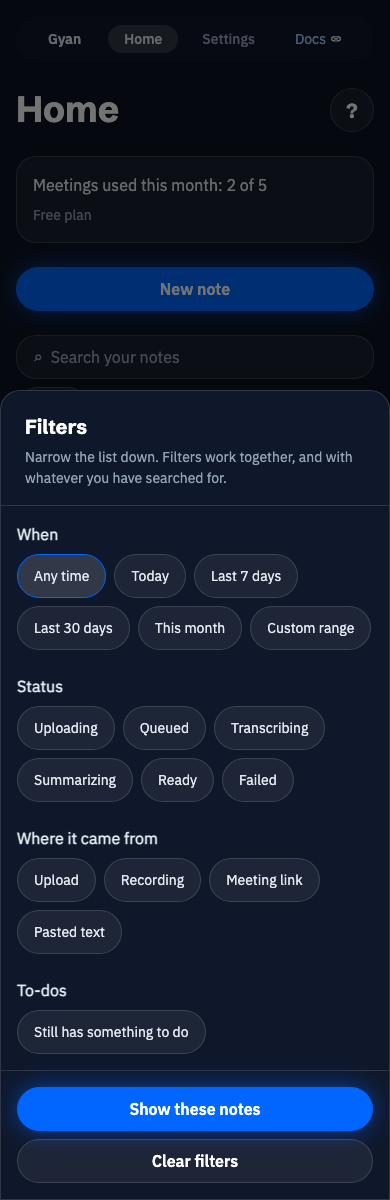 Gyan
Home
Settings
Docs
Home
?
Meetings used this month: 2 of 5
Free plan
New note
Search your notes
Filters
Narrow the list down. Filters work together, and with
whatever you have searched for.
When
Any time
Today
Last 7 days
Last 30 days
This month
Custom range
Status
Uploading
Queued
Transcribing
Summarizing
Ready
Failed
Where it came from
Upload
Recording
Meeting link
Pasted text
To-dos
Still has something to do
Show these notes
Clear filters